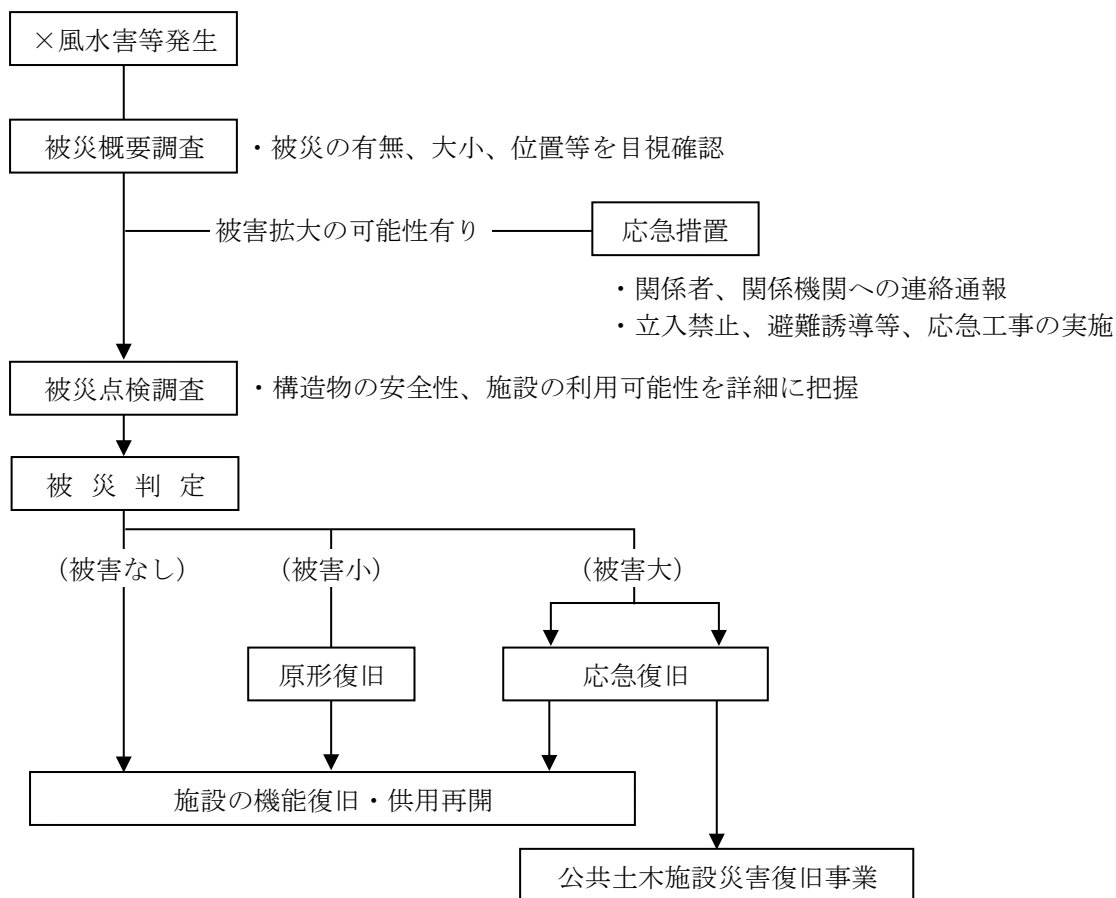 ×風水害等発生
被災概要調査
・被災の有無、大小、位置等を目視確認
被害拡大の可能性有り
応急措置
・関係者、関係機関への連絡通報
・立入禁止、避難誘導等、応急工事の実施
被災点検調査
・構造物の安全性、施設の利用可能性を詳細に把握
被 災 判 定
（被害なし）
（被害小）
（被害大）
原形復旧
応急復旧
施設の機能復旧・供用再開
公共土木施設災害復旧事業